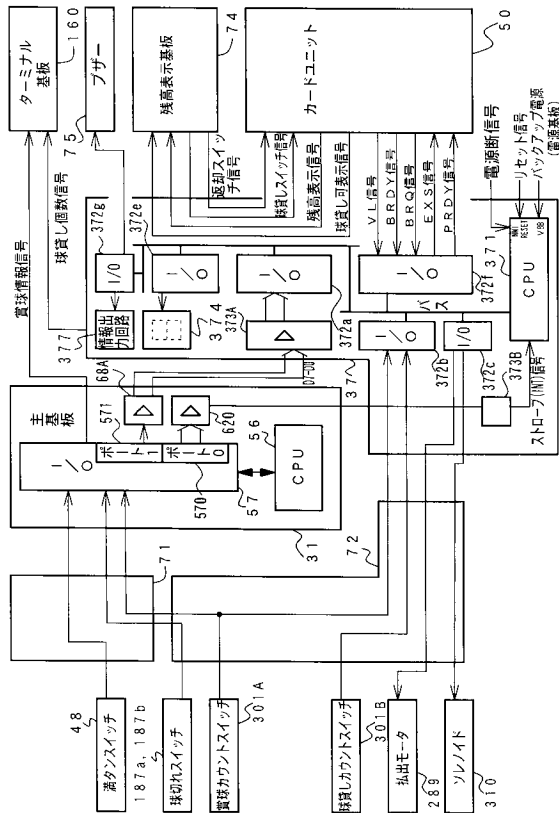 満タンスイッチ
48
球切れスイッチ
187a,187b
賞球カウントスイッチ
301A
球貸しカウントスイッチ
301B
払出モータ
289
ソレノイド
310
71
72
主基板
I/O
ポート1
ポート0
571
570
57
CPU
56
31
68A
620
賞球情報信号
球貸し個数信号
377
情報出力回路
I/O
372g
I/O
372e
374
373A
I/O
372a
D7-D0
バス
I/O
372b
I/O
372f
I/O
372c
373B
37
ストローブ(INT)信号
CPU
371
NMI
RESET
VBB
電源断信号
リセット信号
バックアップ電源
(電源基板)
ターミナル基板
160
ブザー
75
残高表示基板
74
カードユニット
50
返却スイッチ信号
球貸しスイッチ信号
残高表示信号
球貸し可表示信号
VL信号
BRDY信号
BRQ信号
EXS信号
PRDY信号